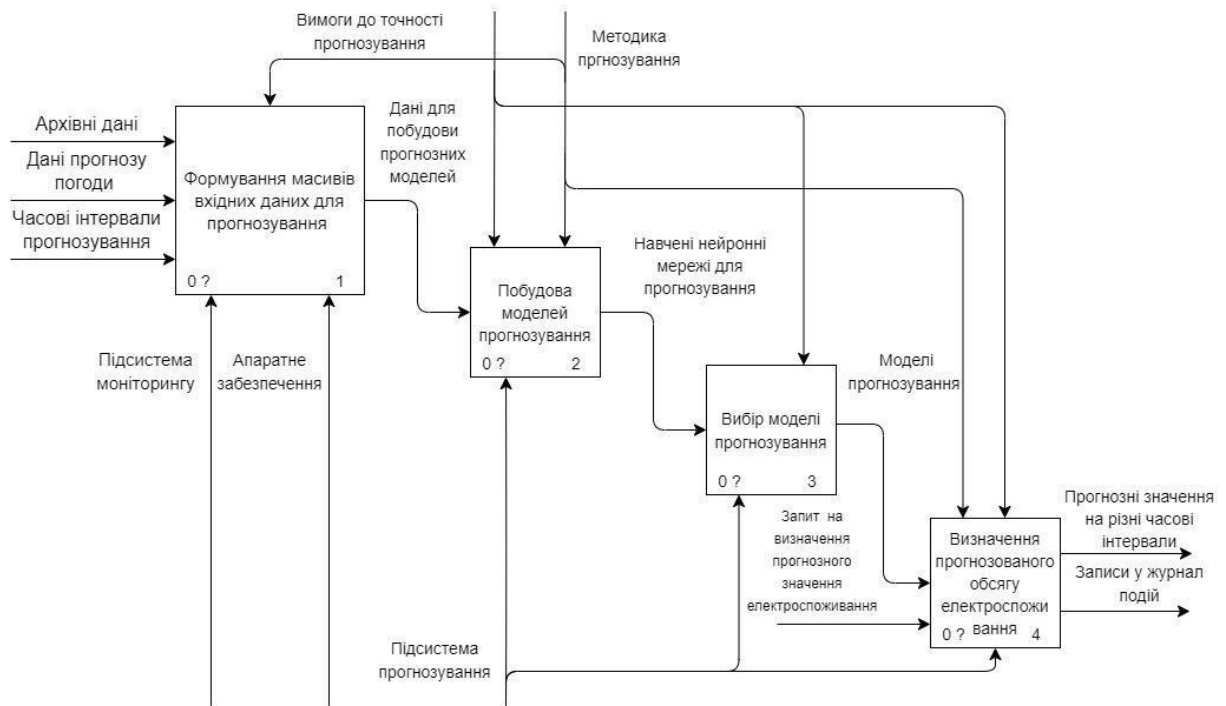 Вимоги до точності
прогнозування
Методика
пргнозування
Архівні дані
Дані прогнозу
погоди
Часові інтервали
прогнозування
Формування масивів
вхідних даних для
прогнозування
0 ? 1
Дані для
побудови
прогнозних
моделей
Підсистема
моніторингу
Апаратне
забезпечення
Побудова
моделей
прогнозування
0 ? 2
Навчені нейронні
мережі для
прогнозування
Вибір моделі
прогнозування
0 ? 3
Моделі
прогнозування
Запит на
визначення
прогнозного
значення
електроспоживання
Визначення
прогнозованого
обсягу
електроспожи
вання
0 ? 4
Прогнозні значення
на різні часові
інтервали
Записи у журнал
подій
Підсистема
прогнозування